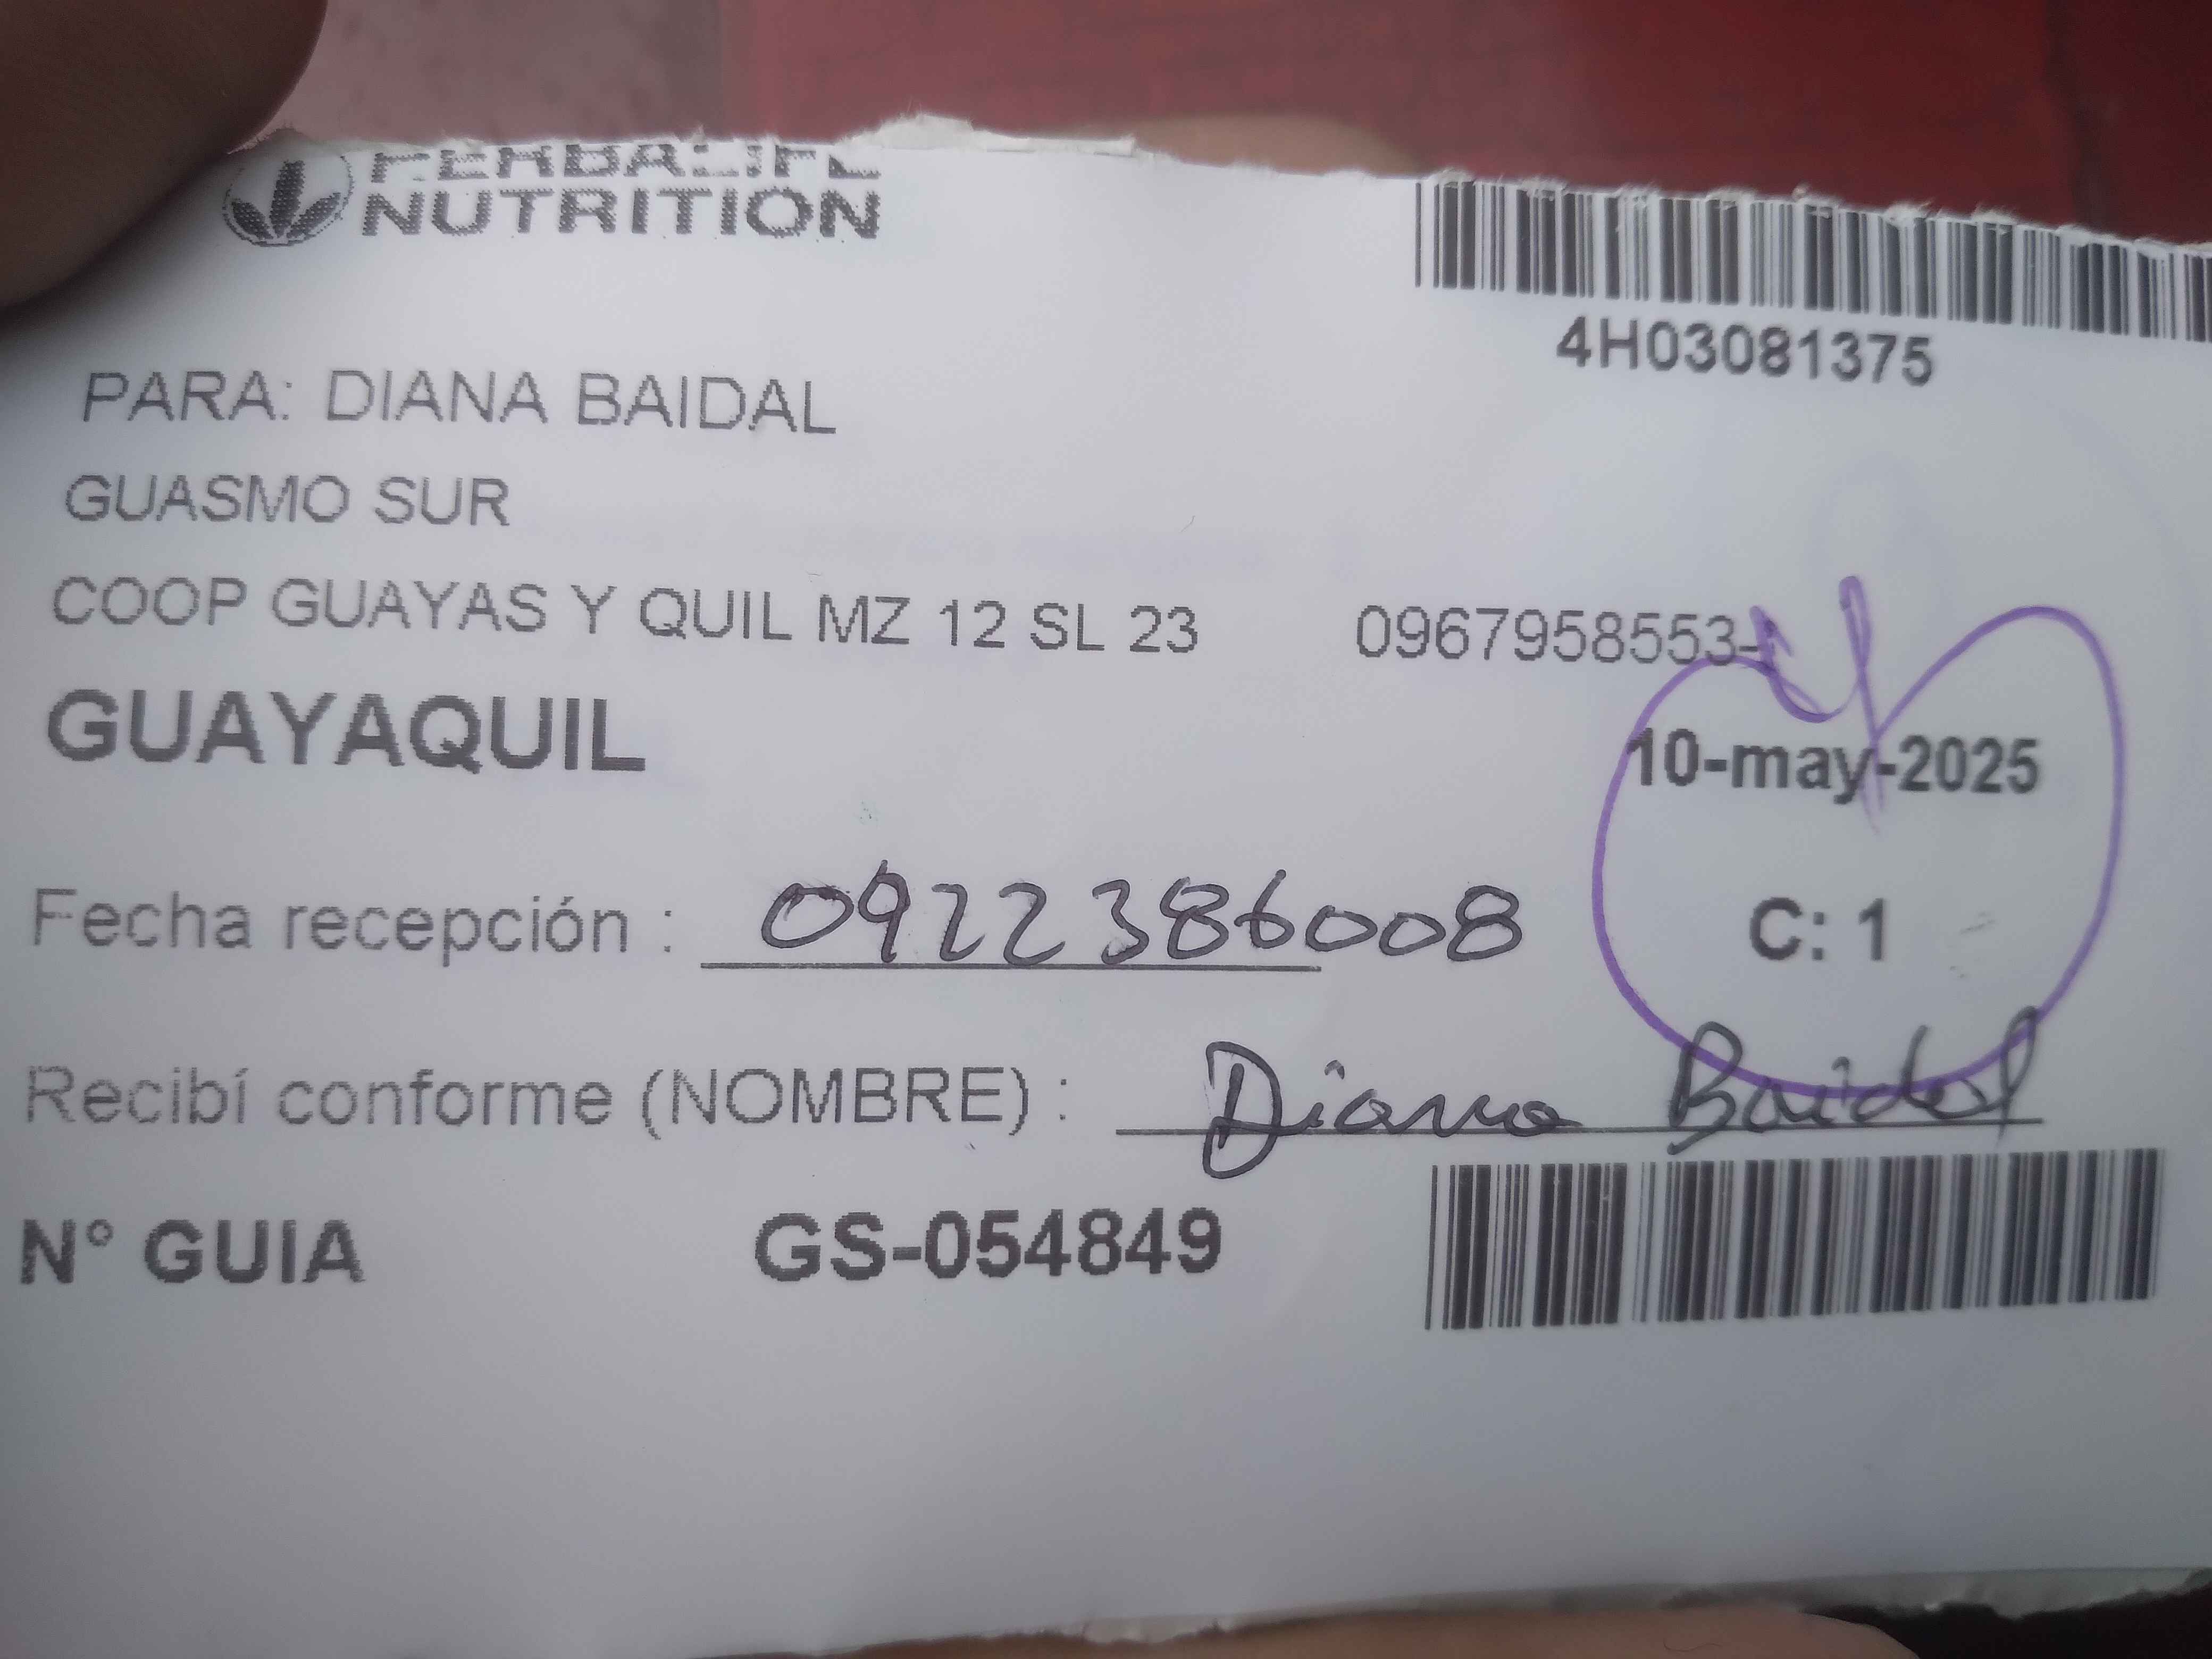 HERBALIFE
NUTRITION
4H03081375
PARA: DIANA BAIDAL
GUASMO SUR
COOP GUAYAS Y QUIL MZ 12 SL 23 0967958553-
GUAYAQUIL
10-may-2025
Fecha recepción : 0922386008
C: 1
Recibí conforme (NOMBRE) : Diana Baidal
N° GUIA GS-054849